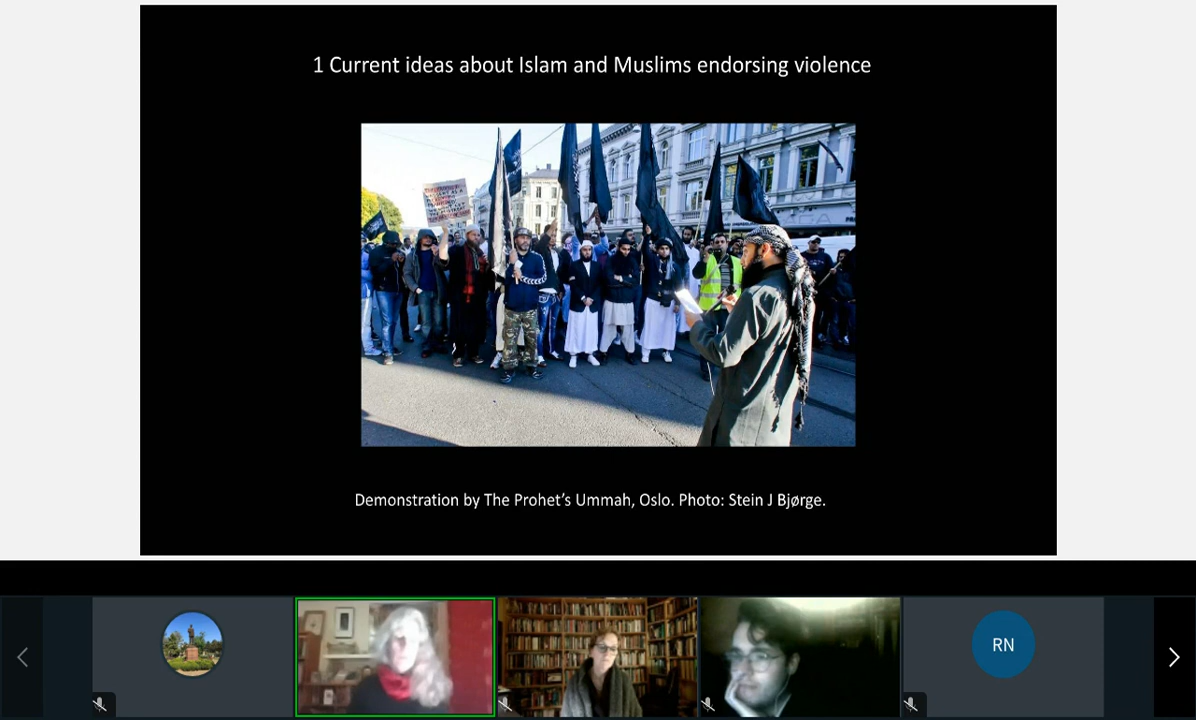 1 Current ideas about Islam and Muslims endorsing violence
Demonstration by The Prohet's Ummah, Oslo. Photo: Stein J Bjørge.
RN